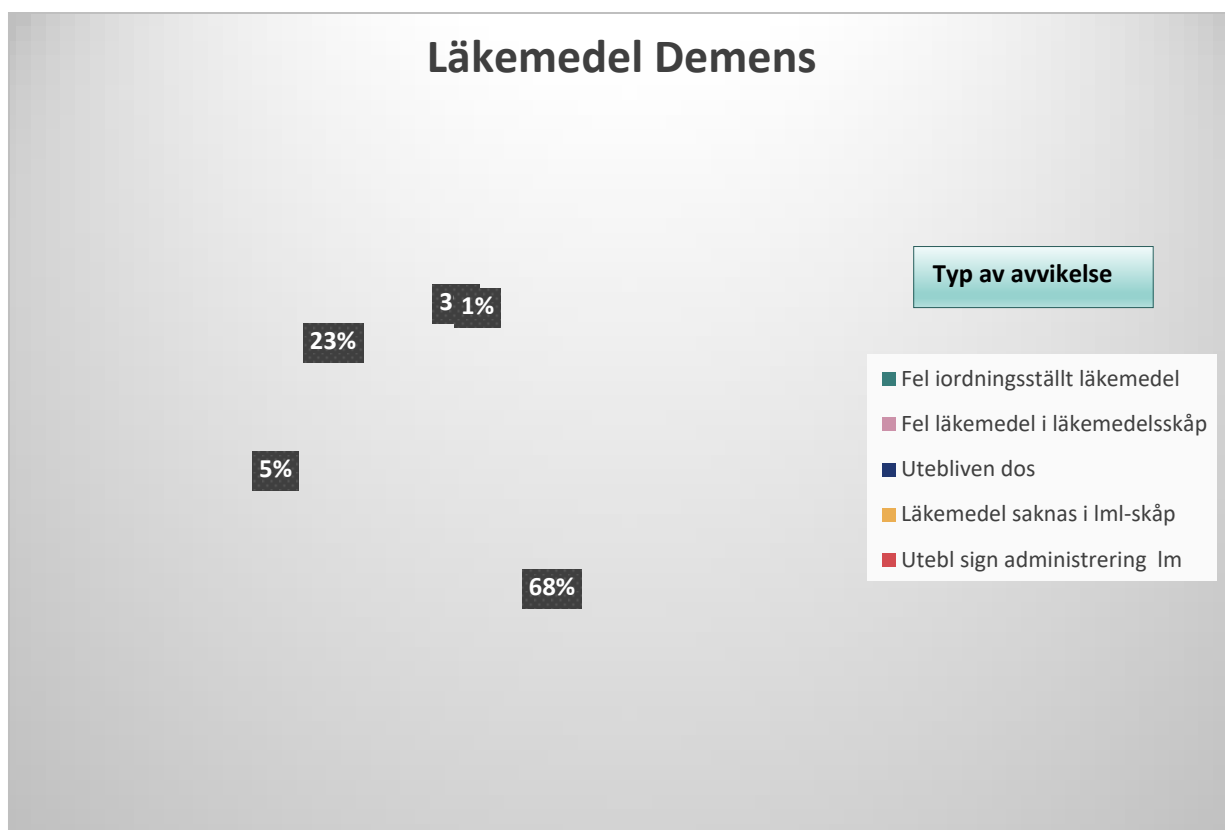 Läkemedel Demens
Typ av avvikelse
3
1%
23%
5%
68%
Fel iordningsställt läkemedel
Fel läkemedel i läkemedelsskåp
Utebliven dos
Läkemedel saknas i lml-skåp
Utebl sign administrering lm